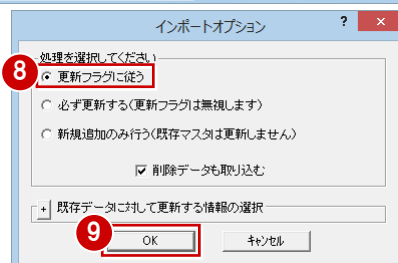 インポートオプション ? ×
処理を選択してください
8 更新フラグに従う
必ず更新する(更新フラグは無視します)
新規追加のみ行う(既存マスタは更新しません)
削除データも取り込む
+ 既存データに対して更新する情報の選択
9 OK キャンセル